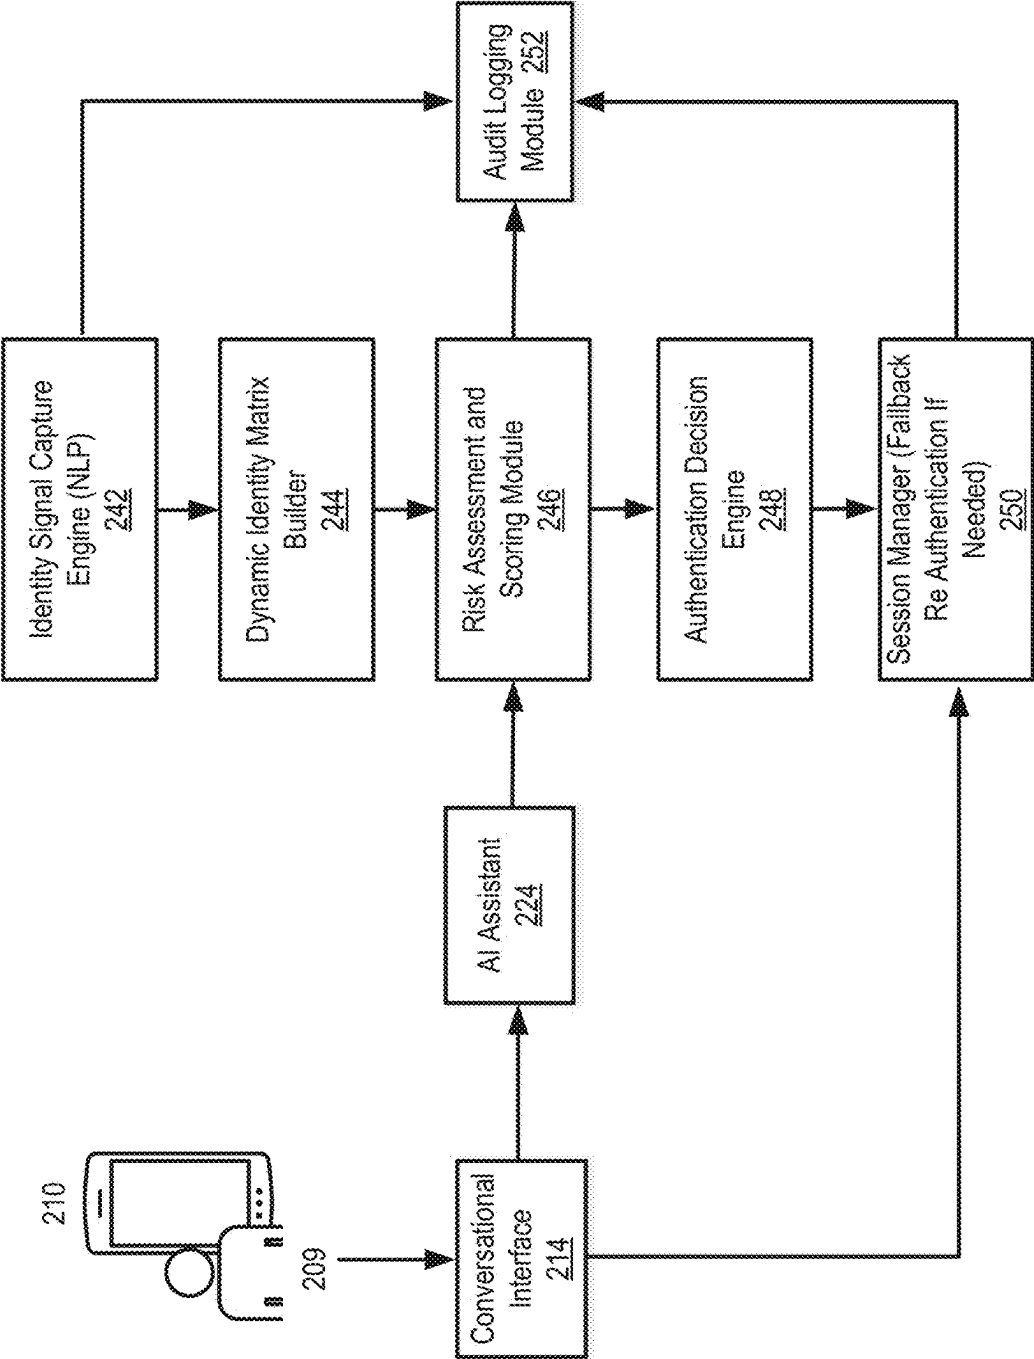 210
209
Conversational
Interface
214
AI Assistant
224
Identity Signal Capture
Engine (NLP)
242
Dynamic Identity Matrix
Builder
244
Risk Assessment and
Scoring Module
246
Authentication Decision
Engine
248
Session Manager (Fallback
Re Authentication If
Needed)
250
Audit Logging
Module 252